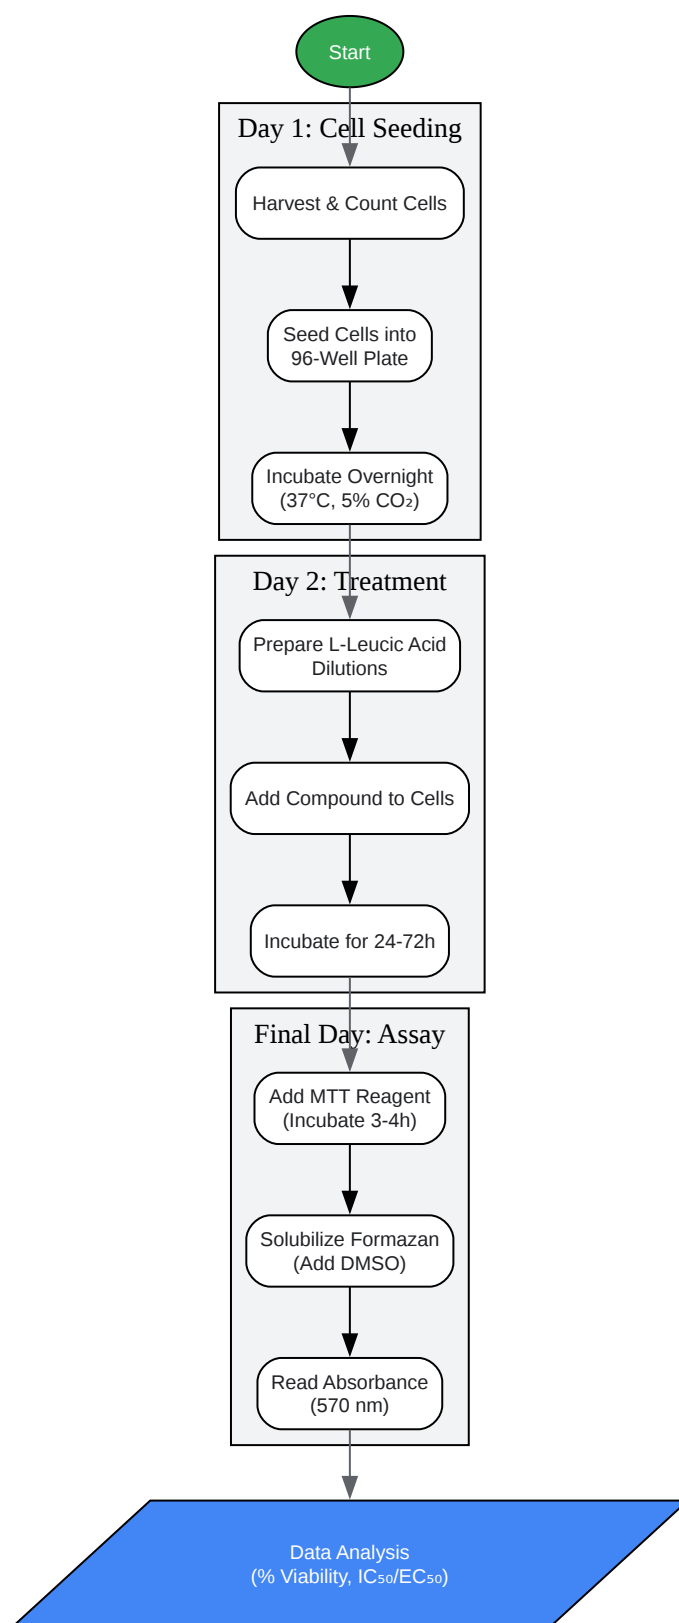 Start
Day 1: Cell Seeding
Harvest & Count Cells
Seed Cells into
96-Well Plate
Incubate Overnight
(37°C, 5% CO₂)
Day 2: Treatment
Prepare L-Leucic Acid
Dilutions
Add Compound to Cells
Incubate for 24-72h
Final Day: Assay
Add MTT Reagent
(Incubate 3-4h)
Solubilize Formazan
(Add DMSO)
Read Absorbance
(570 nm)
Data Analysis
(% Viability, IC₅₀/EC₅₀)